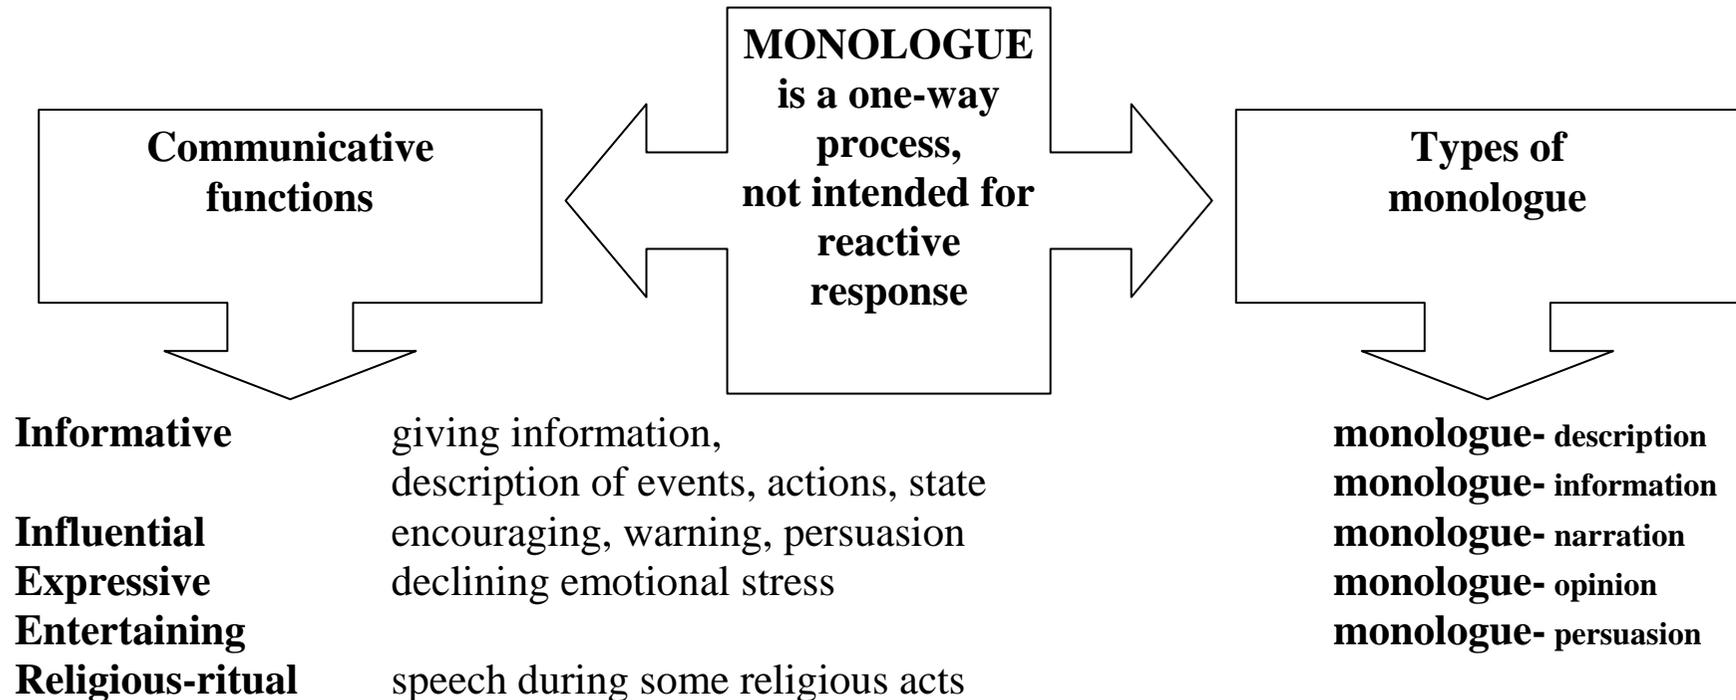 MONOLOGUE
is a one-way
process,
not intended for
reactive
response
Communicative
functions
Types of
monologue
Informative giving information,
description of events, actions, state
Influential encouraging, warning, persuasion
Expressive declining emotional stress
Entertaining
Religious-ritual speech during some religious acts
monologue- description
monologue- information
monologue- narration
monologue- opinion
monologue- persuasion